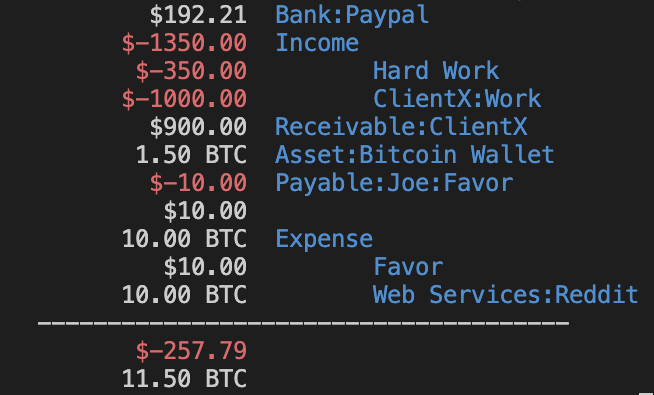 $192.21 Bank:Paypal
$-1350.00 Income
$-350.00 Hard Work
$-1000.00 ClientX:Work
$900.00 Receivable:ClientX
1.50 BTC Asset:Bitcoin Wallet
$-10.00 Payable:Joe:Favor
$10.00
10.00 BTC Expense
$10.00 Favor
10.00 BTC Web Services:Reddit
--------------------------------------
$-257.79
11.50 BTC